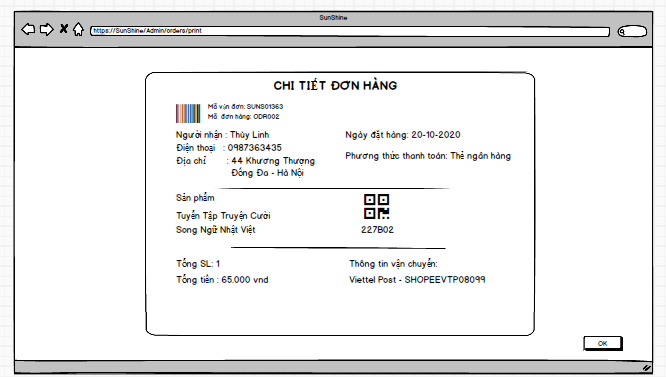 SunShine
https://SunShine/Admin/orders/print
CHI TIẾT ĐƠN HÀNG
Mã vận đơn: SUNS01363
Mã đơn hàng: ODR002
Người nhận : Thùy Linh
Ngày đặt hàng: 20-10-2020
Điện thoại : 0987363435
Địa chỉ : 44 Khương Thượng
Đống Đa - Hà Nội
Phương thức thanh toán: Thẻ ngân hàng
Sản phẩm
Tuyển Tập Truyện Cười
Song Ngữ Nhật Việt
227B02
Tổng SL: 1
Thông tin vận chuyển:
Tổng tiền : 65.000 vnd
Viettel Post - SHOPEEVTP08099
OK